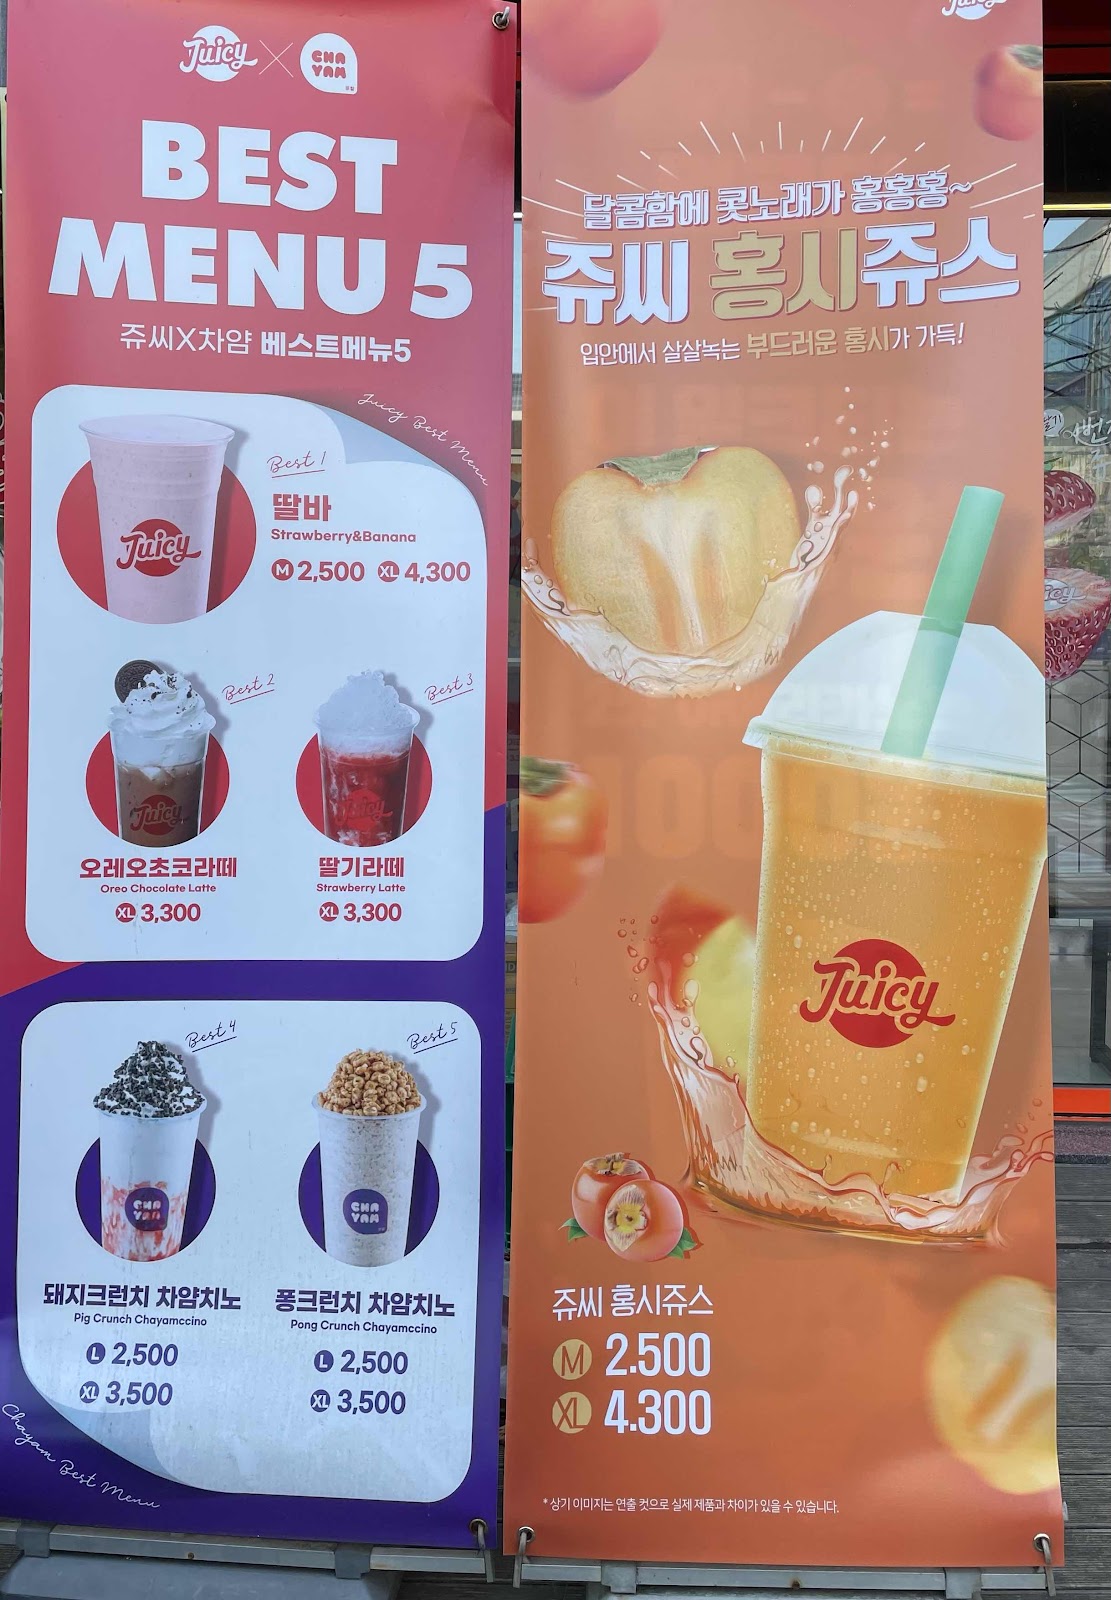 Juicy X CHA YAM
BEST
MENU 5
쥬씨X차얌 베스트메뉴5
Juicy Best Menu
Best 1
딸바
Strawberry&Banana
M 2,500 XL 4,300
Juicy
Best 2
Juicy
오레오초코라떼
Oreo Chocolate Latte
XL 3,300
Best 3
Juicy
딸기라떼
Strawberry Latte
XL 3,300
Best 4
CHA
YAM
돼지크런치 차얌치노
Pig Crunch Chayamccino
L 2,500
XL 3,500
Best 5
CHA
YAM
퐁크런치 차얌치노
Pong Crunch Chayamccino
L 2,500
XL 3,500
Chayam Best Menu
Juicy
달콤함에 콧노래가 홍홍홍~
쥬씨 홍시쥬스
입안에서 살살녹는 부드러운 홍시가 가득!
Juicy
쥬씨 홍시쥬스
M 2.500
XL 4.300
* 상기 이미지는 연출 컷으로 실제 제품과 차이가 있을 수 있습니다.